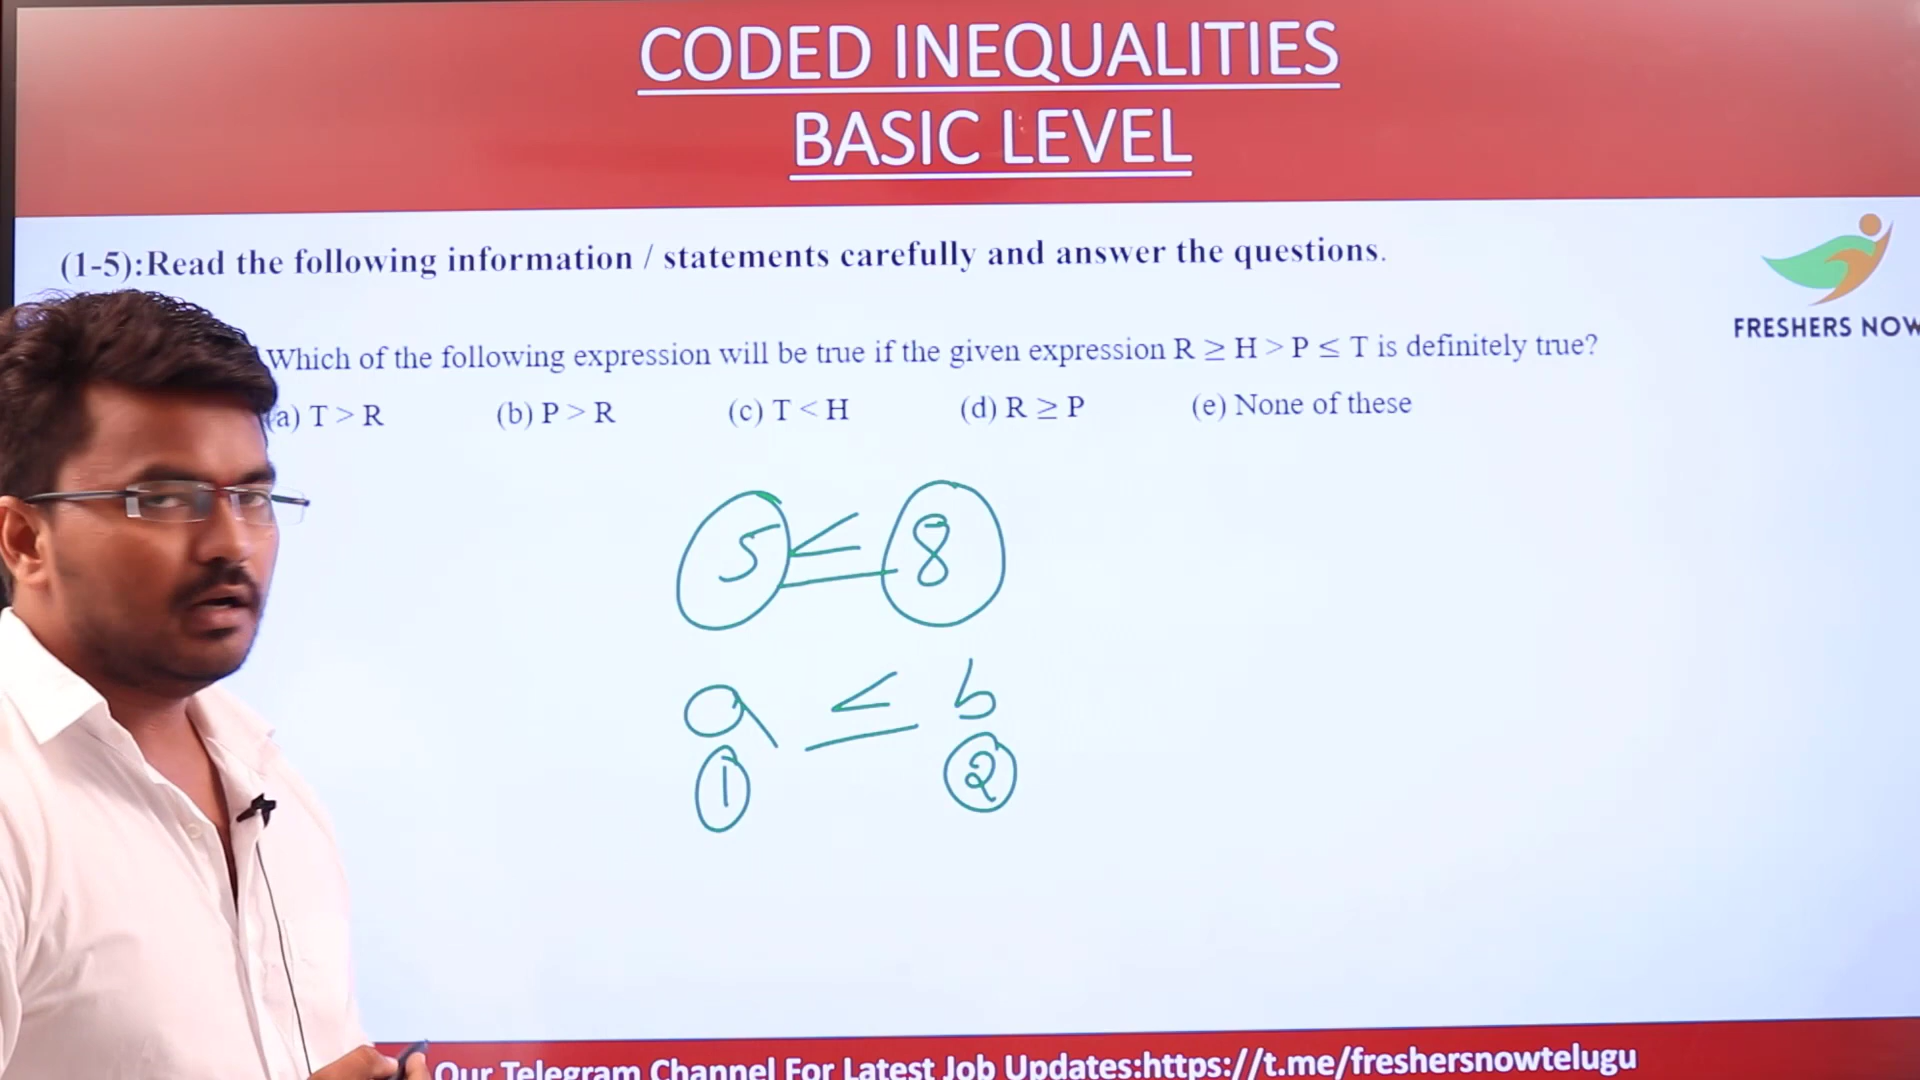 CODED INEQUALITIES
BASIC LEVEL
(1-5):Read the following information / statements carefully and answer the questions.
FRESHERS NOW
Which of the following expression will be true if the given expression R ≥ H > P ≤ T is definitely true?
(a) T > R (b) P > R (c) T < H (d) R ≥ P (e) None of these
5 ≤ 8
a ≤ b
1 2
Our Telegram Channel For Latest Job Updates:https://t.me/freshersnowtelugu